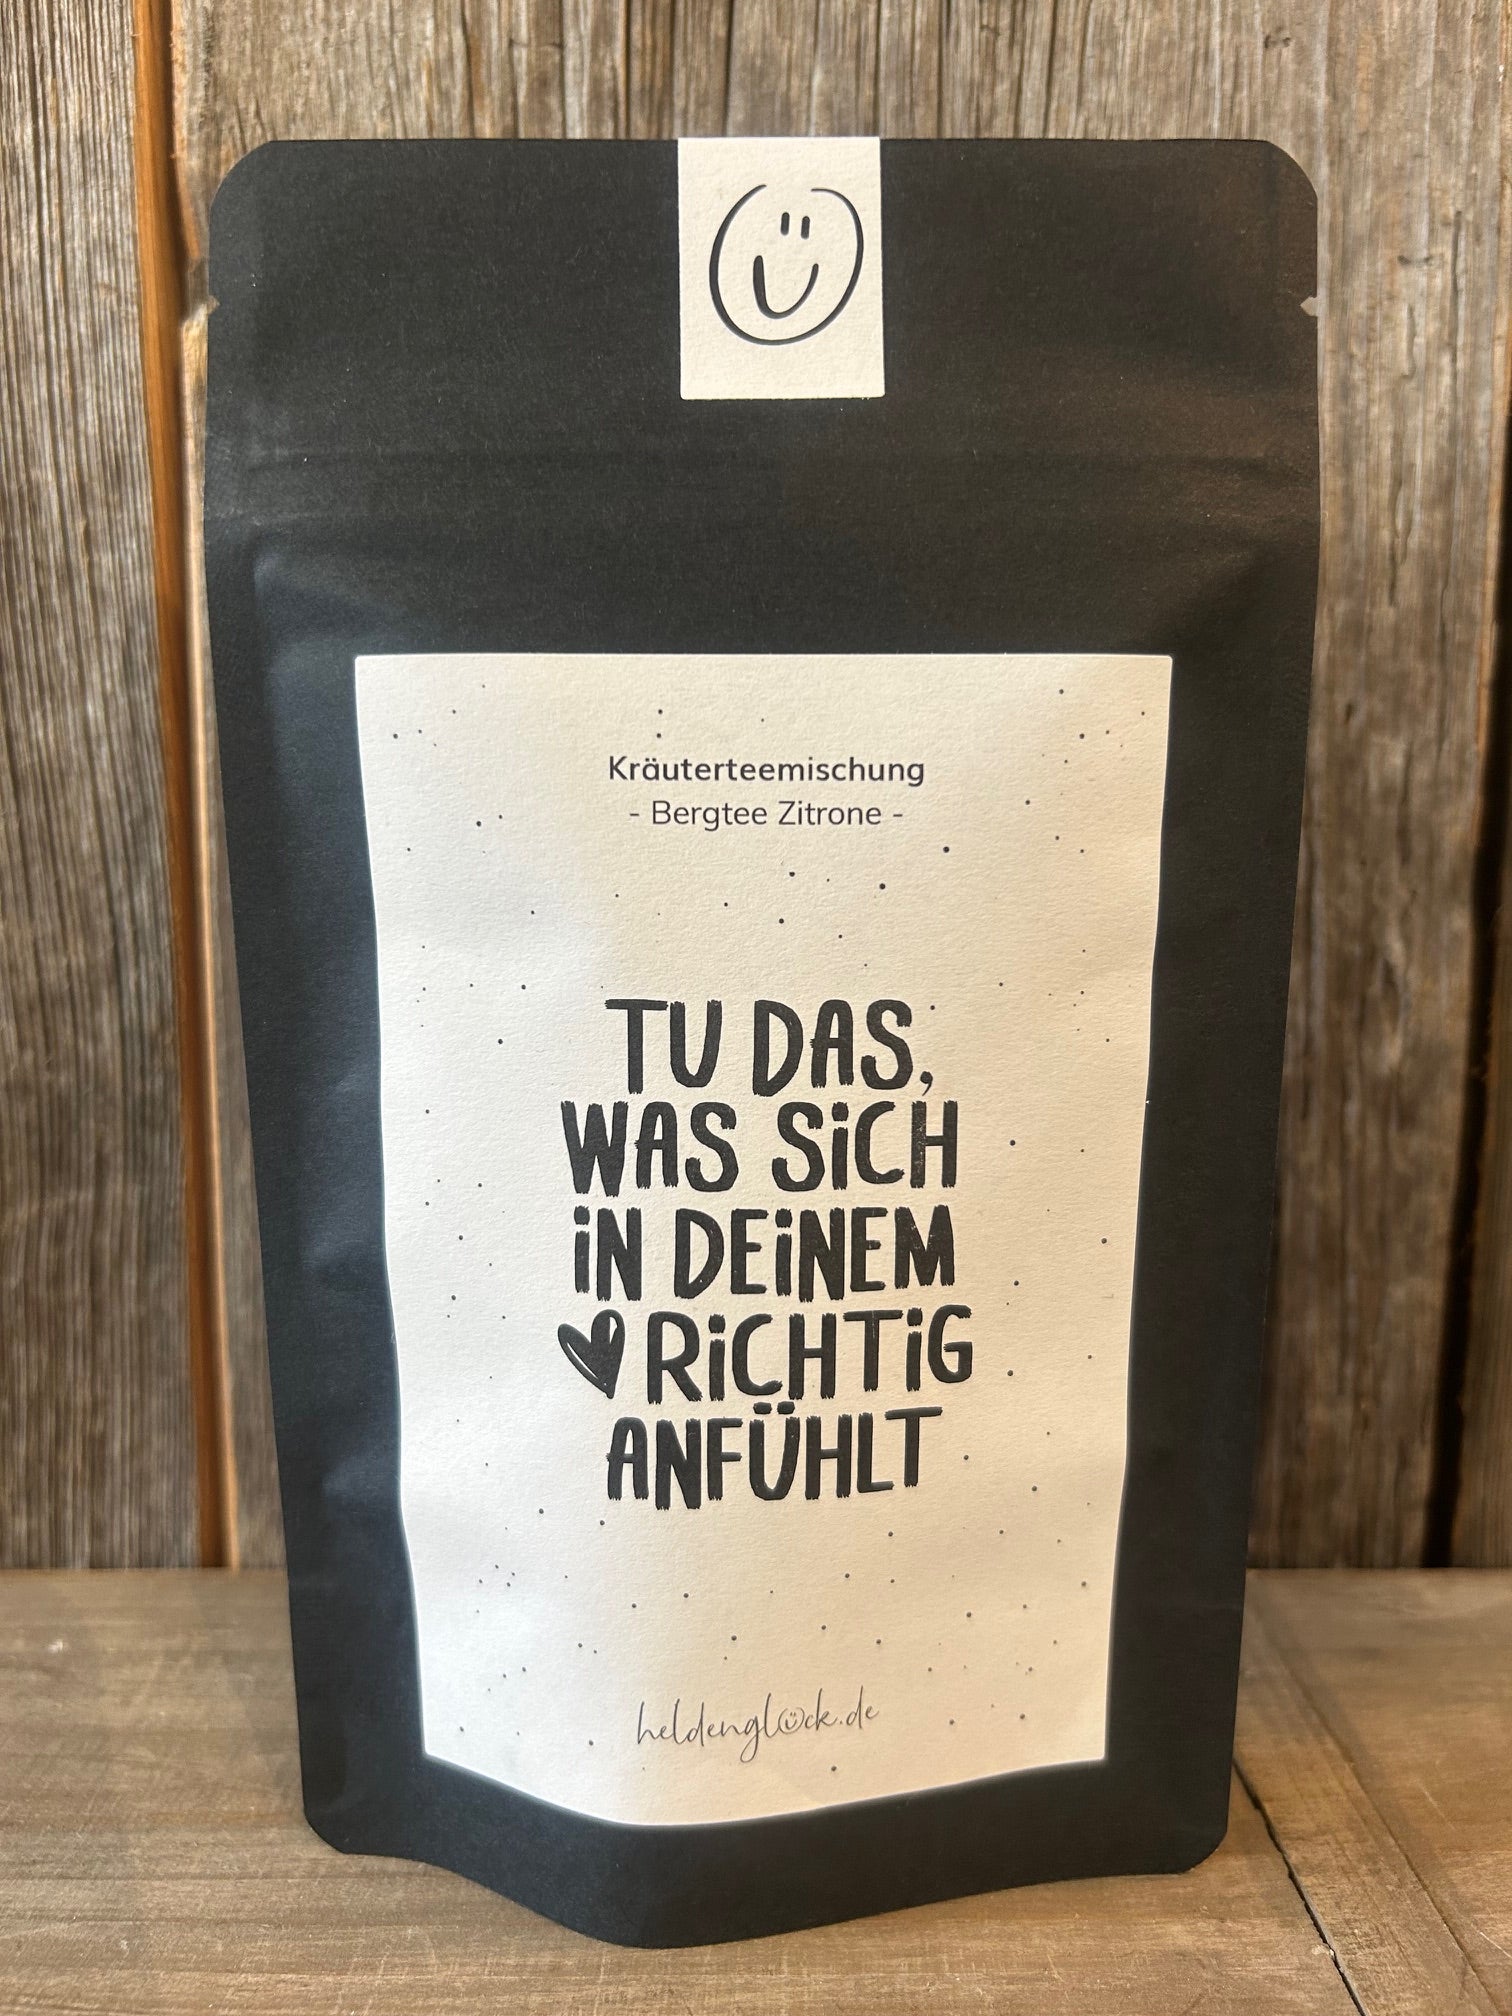 Kräuterteemischung
- Bergtee Zitrone -
TU DAS,
WAS SiCH
iN DEiNEM
RiCHTiG
ANFÜHLT
heldenglück.de